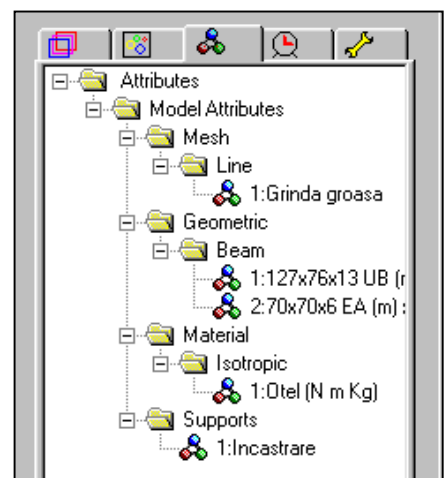 Attributes
Model Attributes
Mesh
Line
1:Grinda groasa
Geometric
Beam
1:127x76x13 UB (
2:70x70x6 EA (m)
Material
Isotropic
1:Otel (N m Kg)
Supports
1:Incastrare